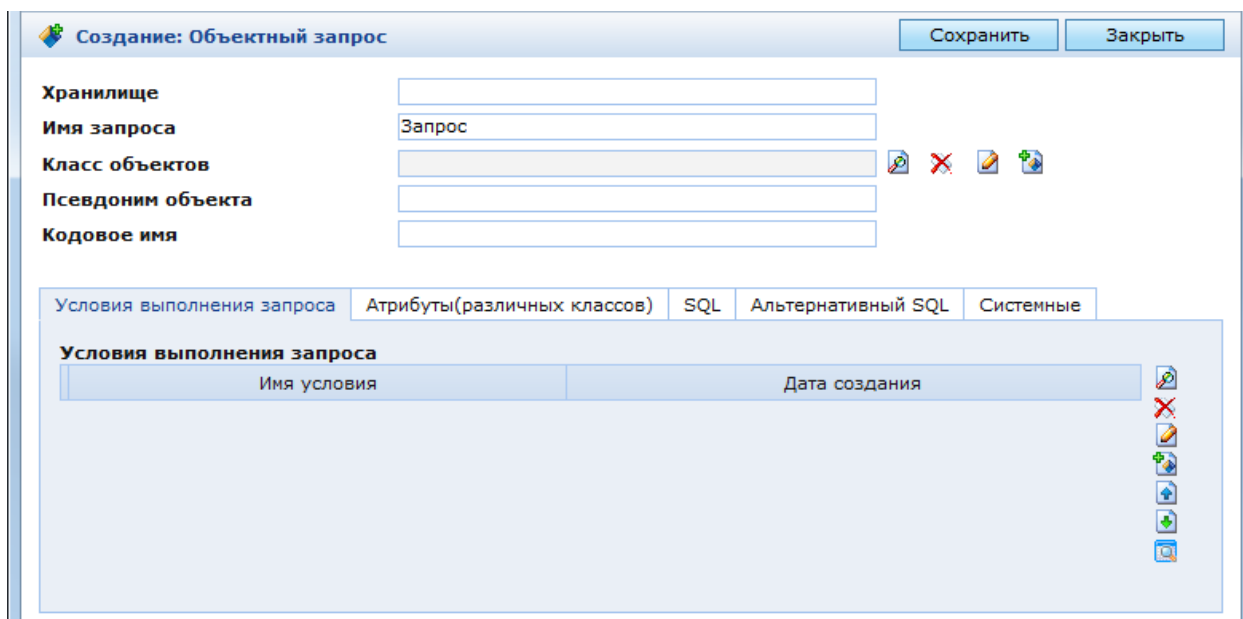 Создание: Объектный запрос Сохранить Закрыть
Хранилище
Имя запроса Запрос
Класс объектов
Псевдоним объекта
Кодовое имя
Условия выполнения запроса Атрибуты(различных классов) SQL Альтернативный SQL Системные
Условия выполнения запроса
Имя условия Дата создания